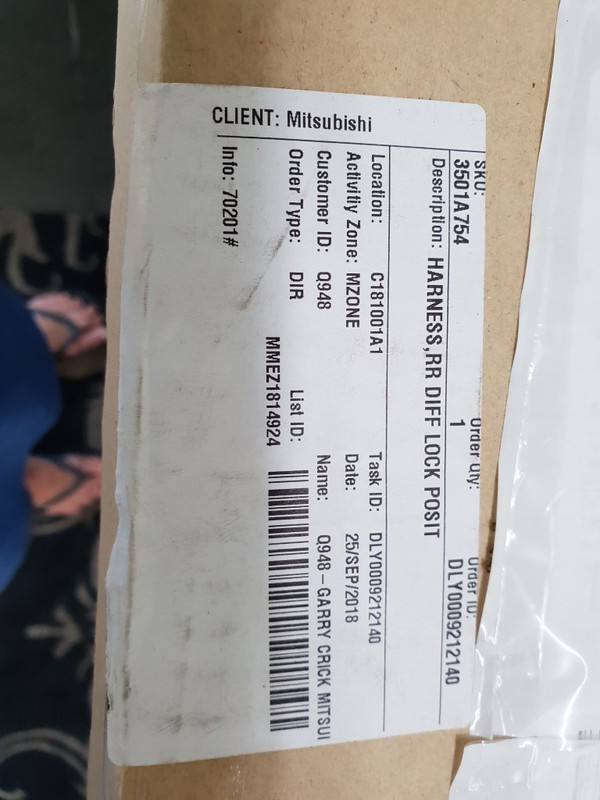 CLIENT: Mitsubishi
SKU: Order Qty: Order ID:
3501A754 1 DLY0009212140
Description: HARNESS,RR DIFF LOCK POSIT
Location: C181001A1 Task ID: DLY0009212140
Activitiy Zone: MZONE Date: 25/SEP/2018
Customer ID: Q948 Name: Q948 - GARRY CRICK MITSUI
Order Type: DIR List ID:
MMEZ1814924
Info: 70201#